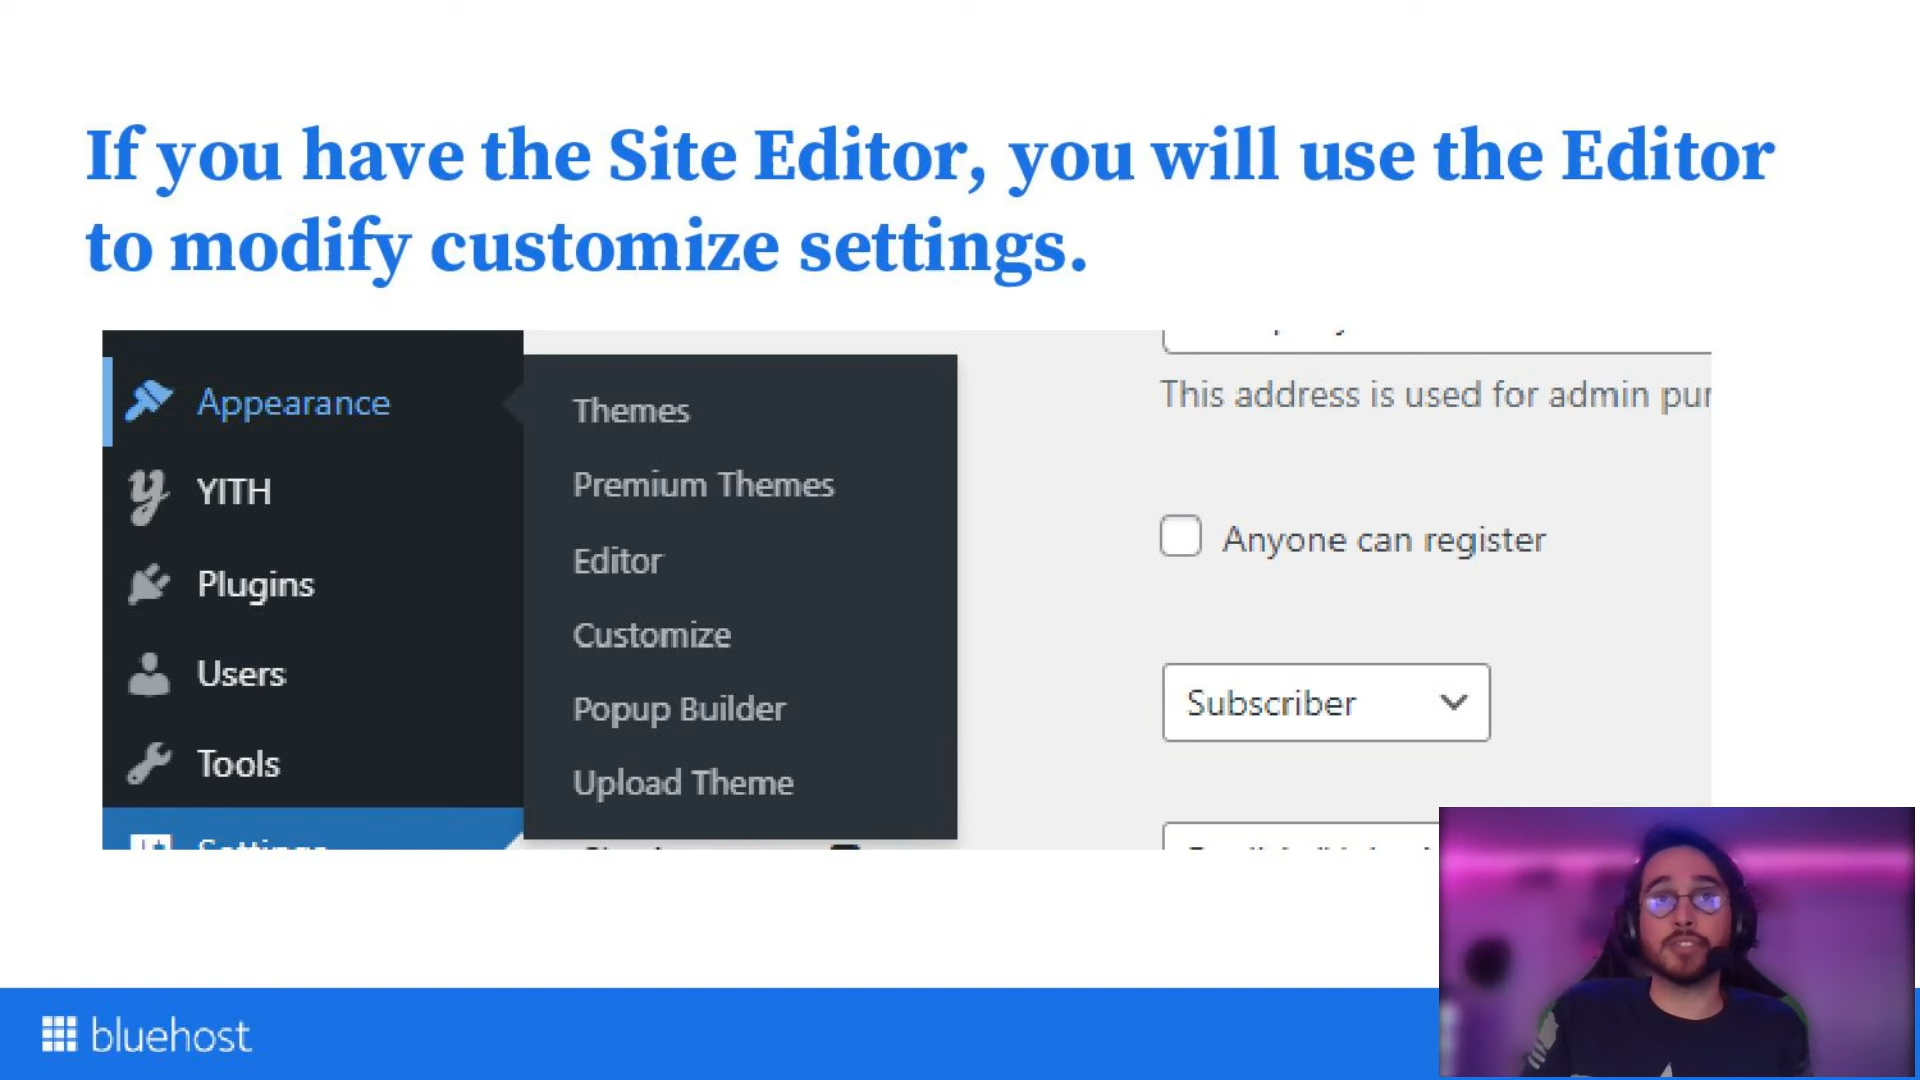 If you have the Site Editor, you will use the Editor
to modify customize settings.
Appearance
YITH
Plugins
Users
Tools
Settings
Themes
Premium Themes
Editor
Customize
Popup Builder
Upload Theme
This address is used for admin pur
Anyone can register
Subscriber
bluehost